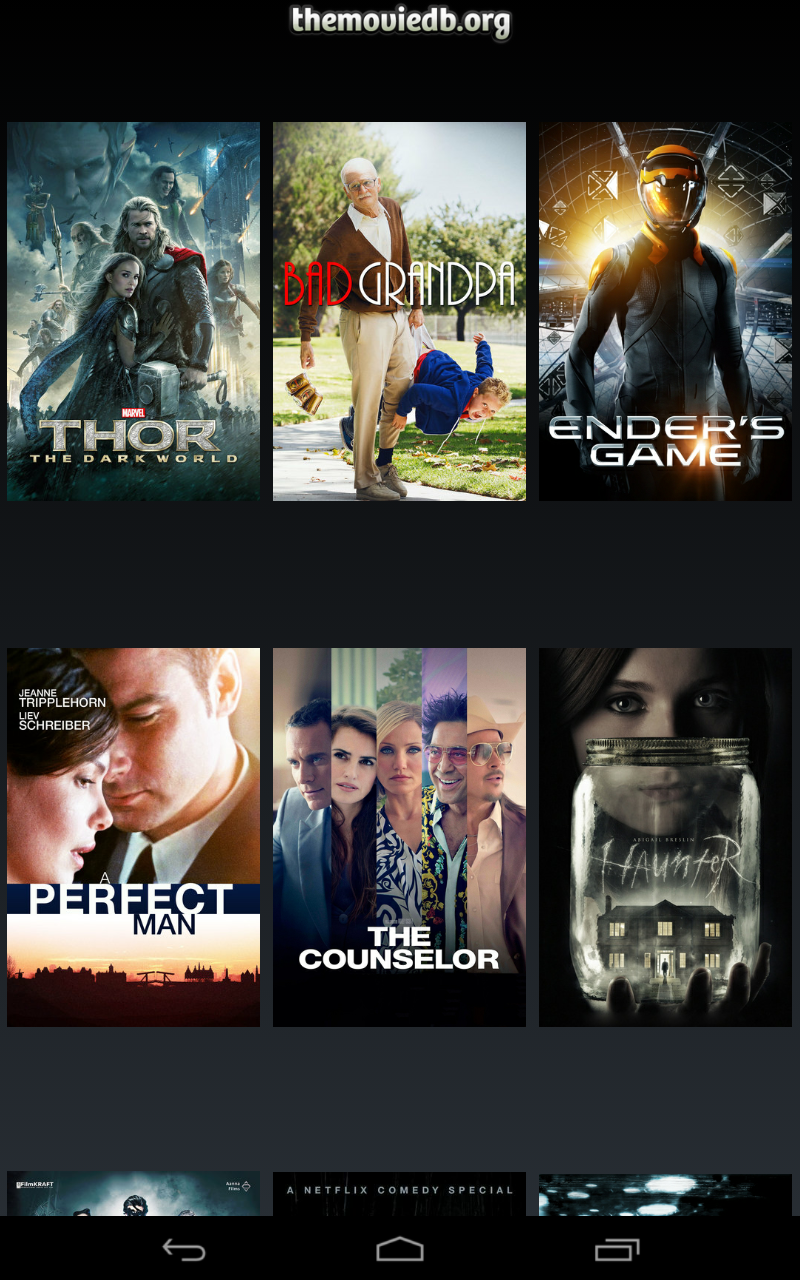 themoviedb.org
BAD GRANDPA
MARVEL
THOR
THE DARK WORLD
ENDER'S
GAME
JEANNE
TRIPPLEHORN
LIEV
SCHREIBER
A
PERFECT
MAN
THE
COUNSELOR
ABIGAIL BRESLIN
HAUNTER
FilmKRAFT
A NETFLIX COMEDY SPECIAL